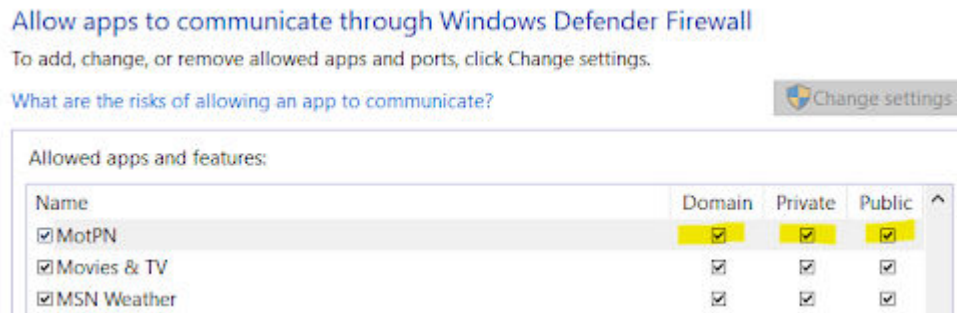 Allow apps to communicate through Windows Defender Firewall
To add, change, or remove allowed apps and ports, click Change settings.
What are the risks of allowing an app to communicate?
Change settings
Allowed apps and features:
Name Domain Private Public
MotPN
Movies & TV
MSN Weather